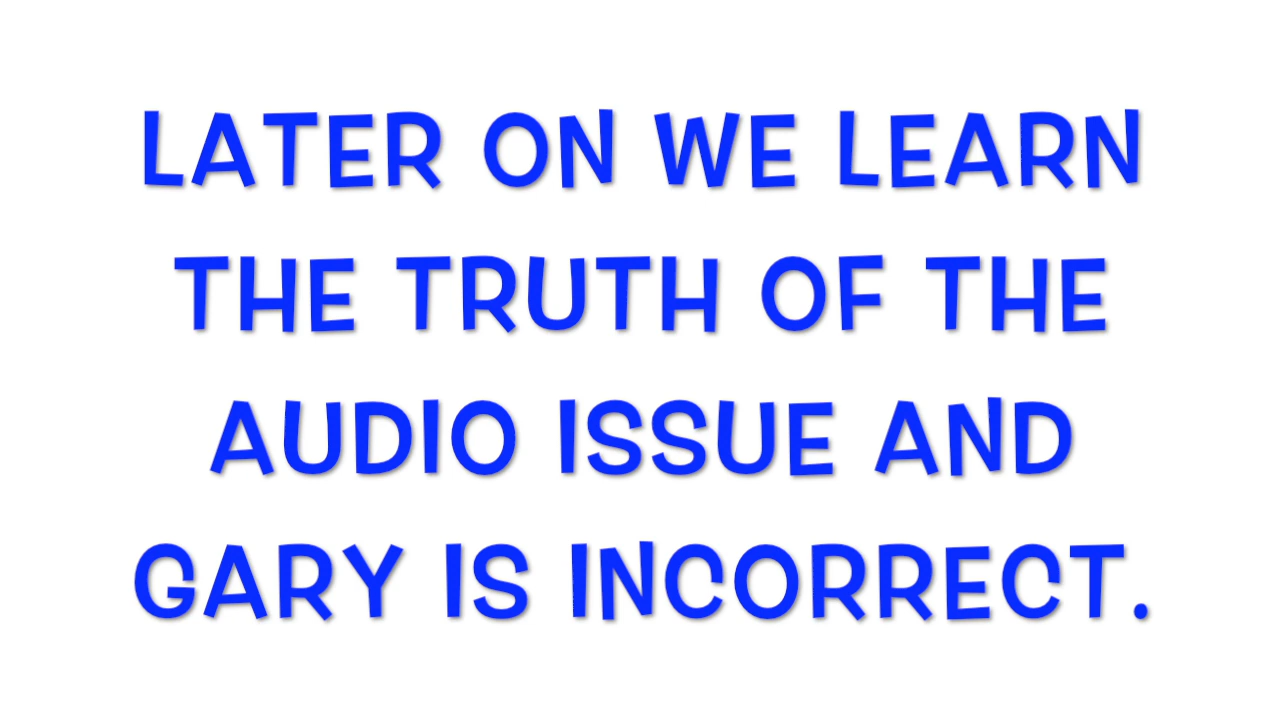 LATER ON WE LEARN
THE TRUTH OF THE
AUDIO ISSUE AND
GARY IS INCORRECT.